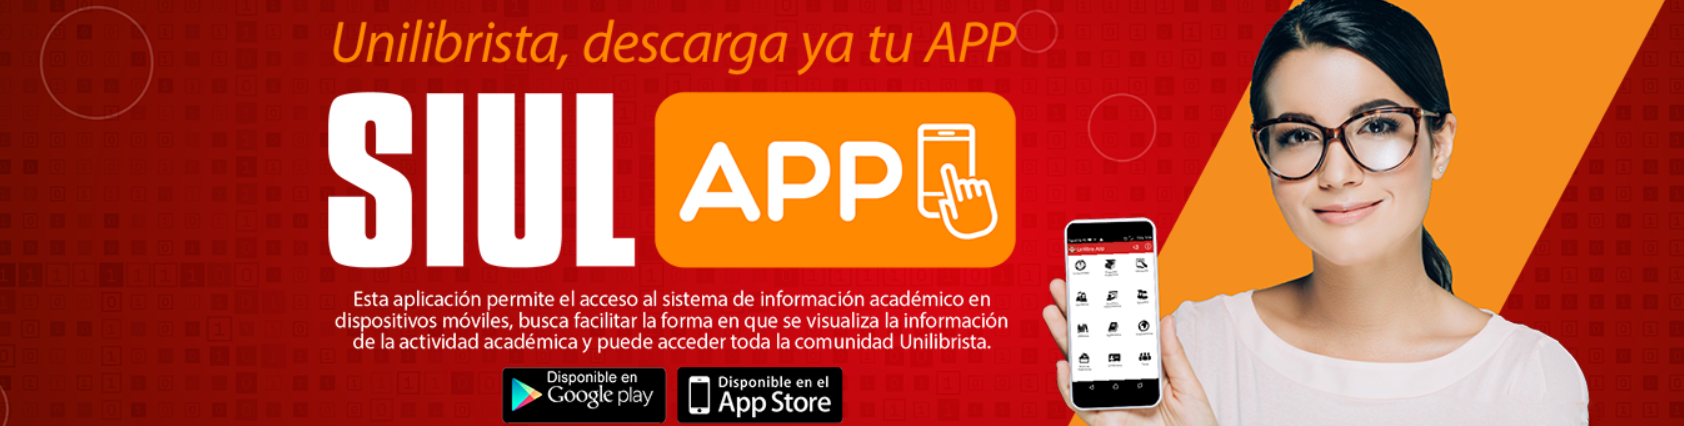 Unilibrista, descarga ya tu APP
SIUL
APP
Esta aplicación permite el acceso al sistema de información académico en
dispositivos móviles, busca facilitar la forma en que se visualiza la información
de la actividad académica y puede acceder toda la comunidad Unilibrista.
Disponible en
Google play
Disponible en el
App Store